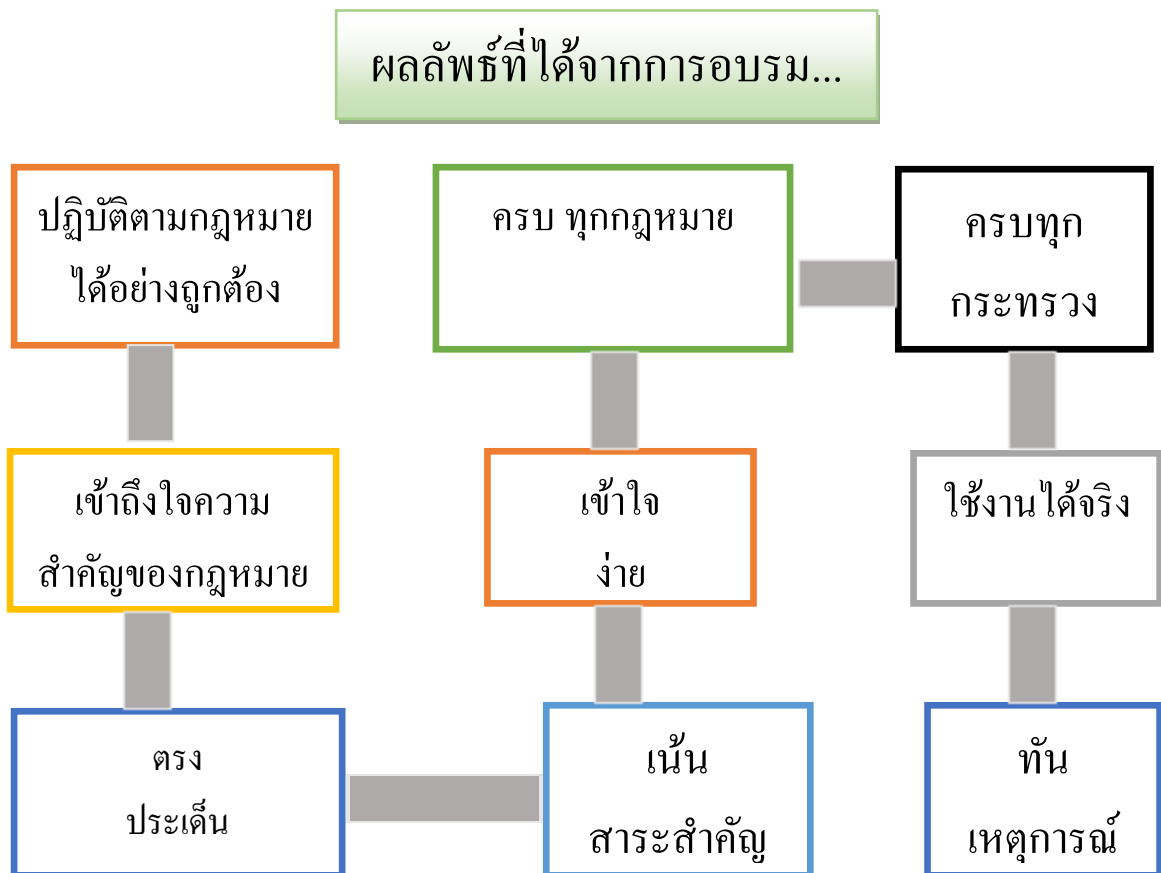 ผลลัพธ์ที่ได้จากการอบรม...
ปฏิบัติตามกฎหมาย
ได้อย่างถูกต้อง
ครบ ทุกกฎหมาย
ครบทุก
กระทรวง
เข้าถึงใจความ
สำคัญของกฎหมาย
เข้าใจ
ง่าย
ใช้งานได้จริง
ตรง
ประเด็น
เน้น
สาระสำคัญ
ทัน
เหตุการณ์